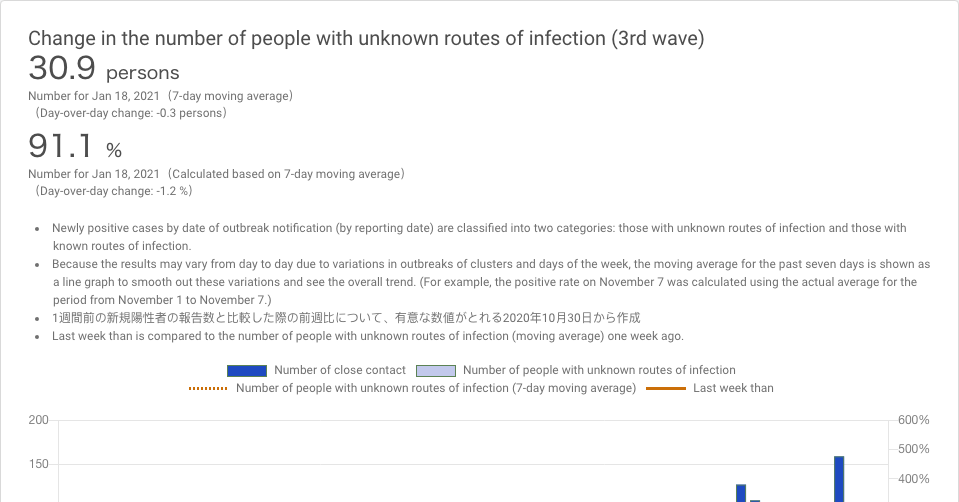 Change in the number of people with unknown routes of infection (3rd wave)
30.9 persons
Number for Jan 18, 2021（7-day moving average）
（Day-over-day change: -0.3 persons）
91.1 %
Number for Jan 18, 2021（Calculated based on 7-day moving average）
（Day-over-day change: -1.2 %）
• Newly positive cases by date of outbreak notification (by reporting date) are classified into two categories: those with unknown routes of infection and those with
known routes of infection.
• Because the results may vary from day to day due to variations in outbreaks of clusters and days of the week, the moving average for the past seven days is shown as
a line graph to smooth out these variations and see the overall trend. (For example, the positive rate on November 7 was calculated using the actual average for the
period from November 1 to November 7.)
• 1週間前の新規陽性者の報告数と比較した際の前週比について、有意な数値がとれる2020年10月30日から作成
• Last week than is compared to the number of people with unknown routes of infection (moving average) one week ago.
Number of close contact Number of people with unknown routes of infection
Number of people with unknown routes of infection (7-day moving average) Last week than
200 600%
500%
150
400%